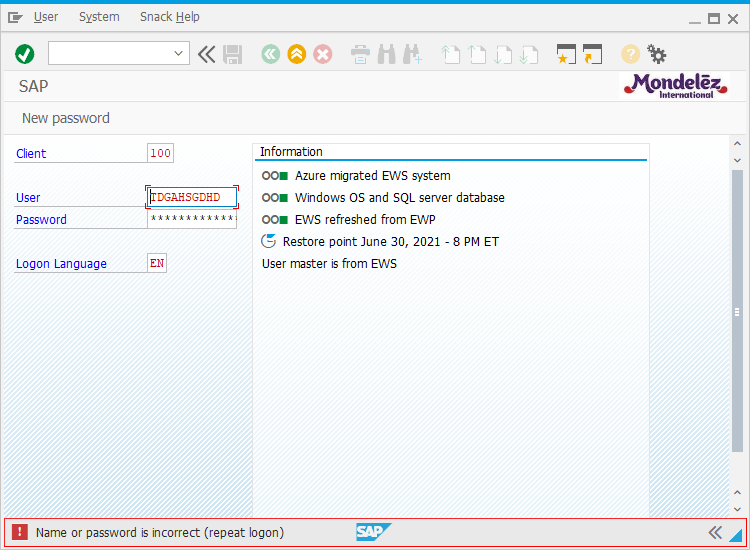 User System Snack Help
SAP
Mondelēz
International
New password
Client 100
User TDGAHSGDHD
Password ************
Logon Language EN
Information
Azure migrated EWS system
Windows OS and SQL server database
EWS refreshed from EWP
Restore point June 30, 2021 - 8 PM ET
User master is from EWS
Name or password is incorrect (repeat logon)
SAP